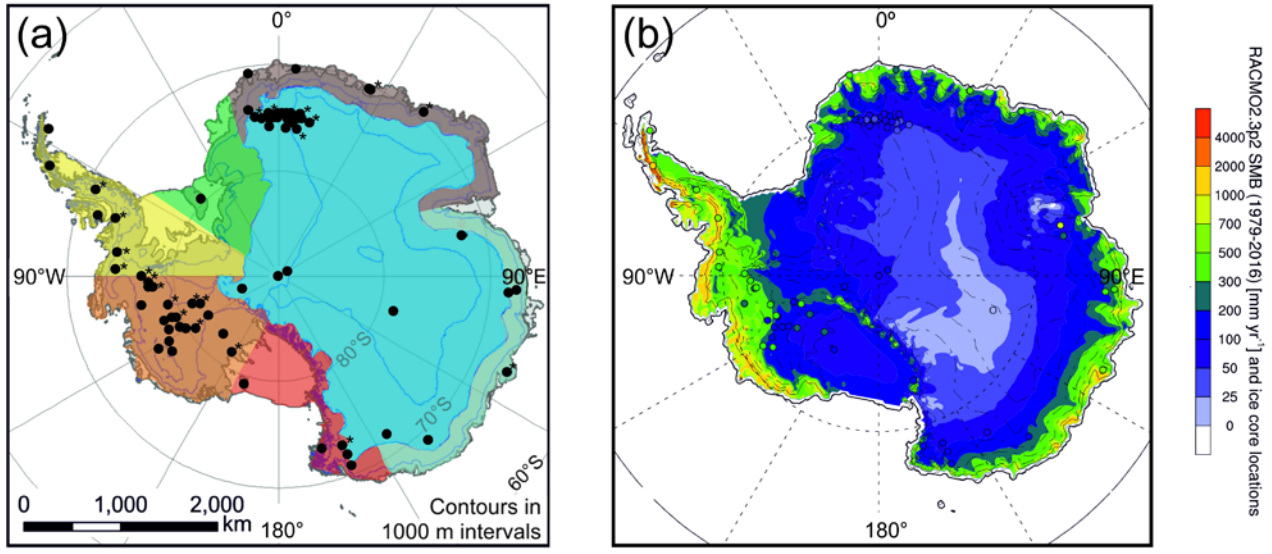 (a)
0°
90°W
90°E
80°S
70°S
60°S
0 1,000 2,000
km
180°
Contours in
1000 m intervals
(b)
0°
90°W
90°E
180°
4000
2000
1000
700
500
300
200
100
50
25
0
RACMO2.3p2 SMB (1979-2016) [mm yr⁻¹] and ice core locations